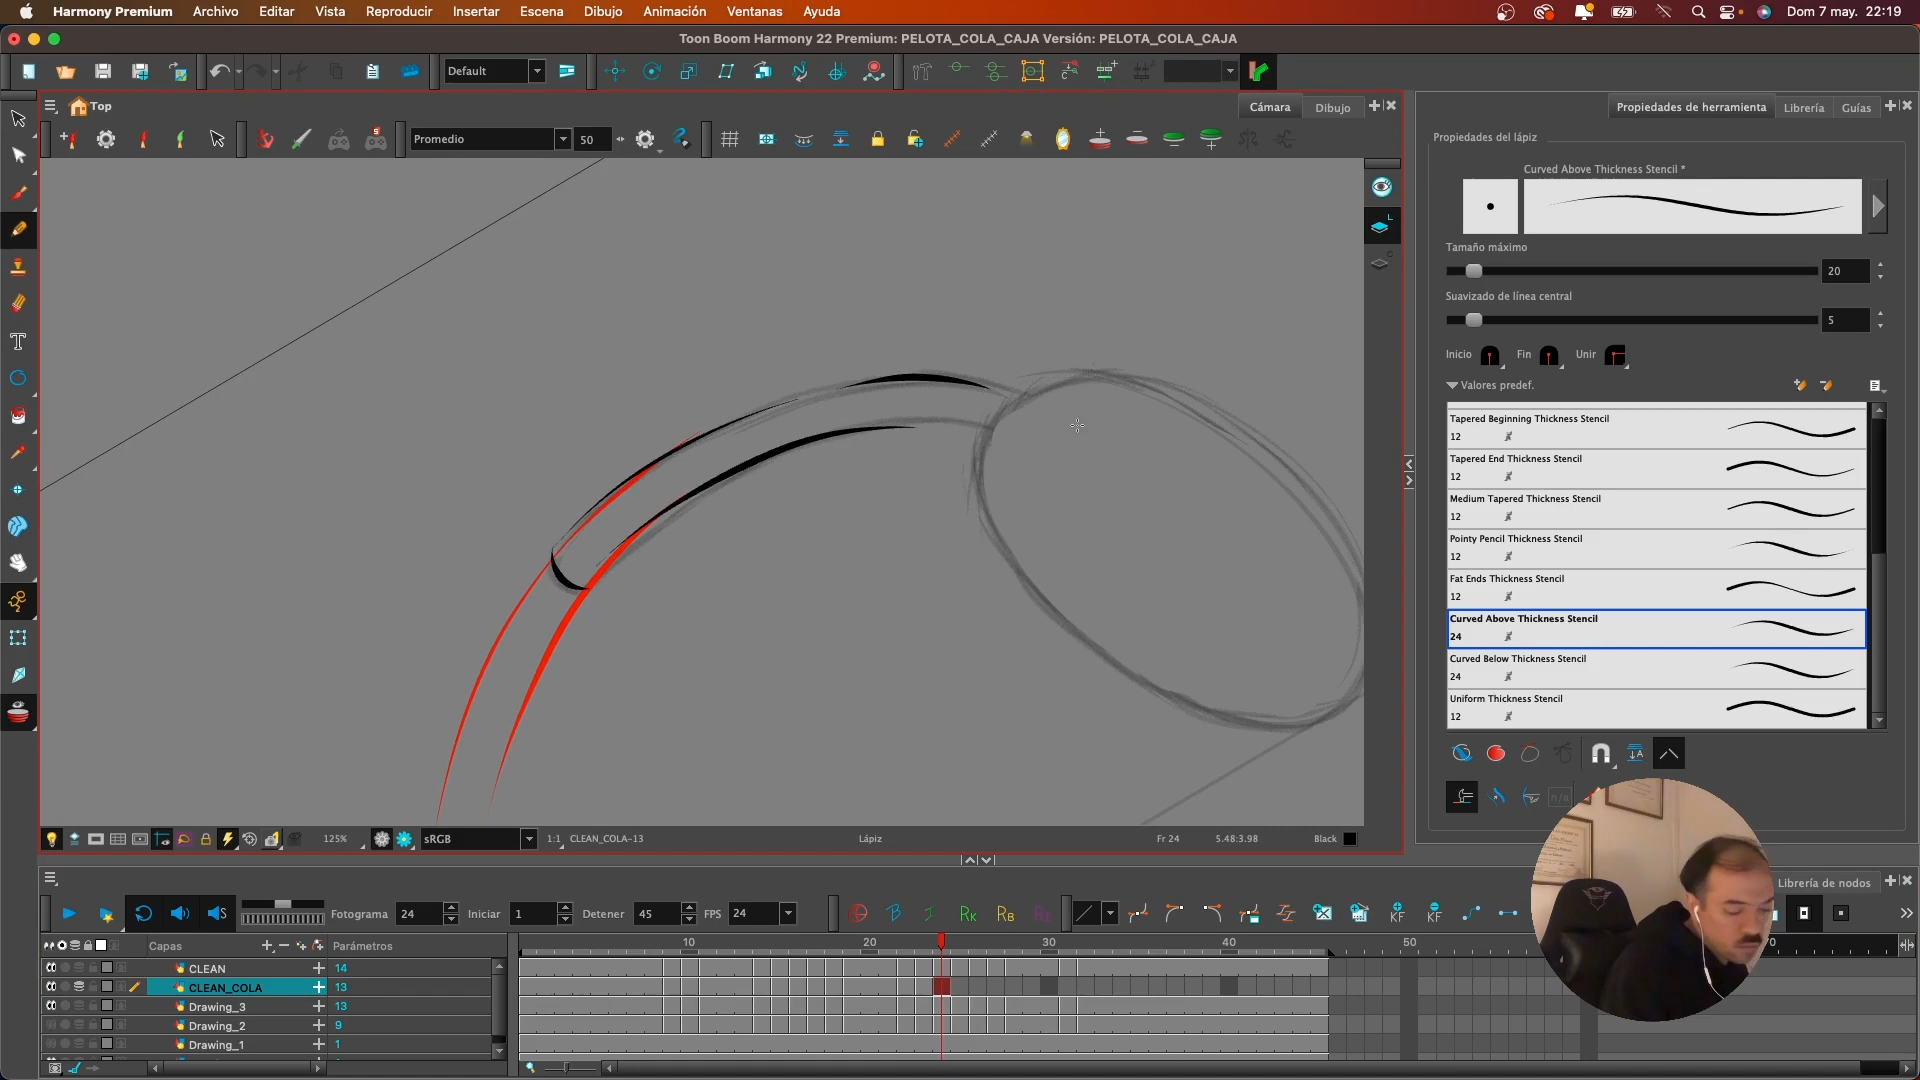 Harmony Premium Archivo Editar Vista Reproducir Insertar Escena Dibujo Animación Ventanas Ayuda Dom 7 may. 22:19
Toon Boom Harmony 22 Premium: PELOTA_COLA_CAJA Versión: PELOTA_COLA_CAJA
Default
Top Cámara Dibujo Propiedades de herramienta Librería Guías
Promedio 50
Propiedades del lápiz
Curved Above Thickness Stencil *
Tamaño máximo
20
Suavizado de línea central
5
Inicio Fin Unir
Valores predef.
Tapered Beginning Thickness Stencil
12
Tapered End Thickness Stencil
12
Medium Tapered Thickness Stencil
12
Pointy Pencil Thickness Stencil
12
Fat Ends Thickness Stencil
12
Curved Above Thickness Stencil
24
Curved Below Thickness Stencil
24
Uniform Thickness Stencil
12
n/a
125% sRGB 1:1 CLEAN_COLA-13 Lápiz Fr 24 5.48:3.98 Black
Librería de nodos
Fotograma 24 Iniciar 1 Detener 45 FPS 24
Capas Parámetros 10 20 30 40 50 70
CLEAN 14
CLEAN_COLA 13
Drawing_3 13
Drawing_2 9
Drawing_1 1